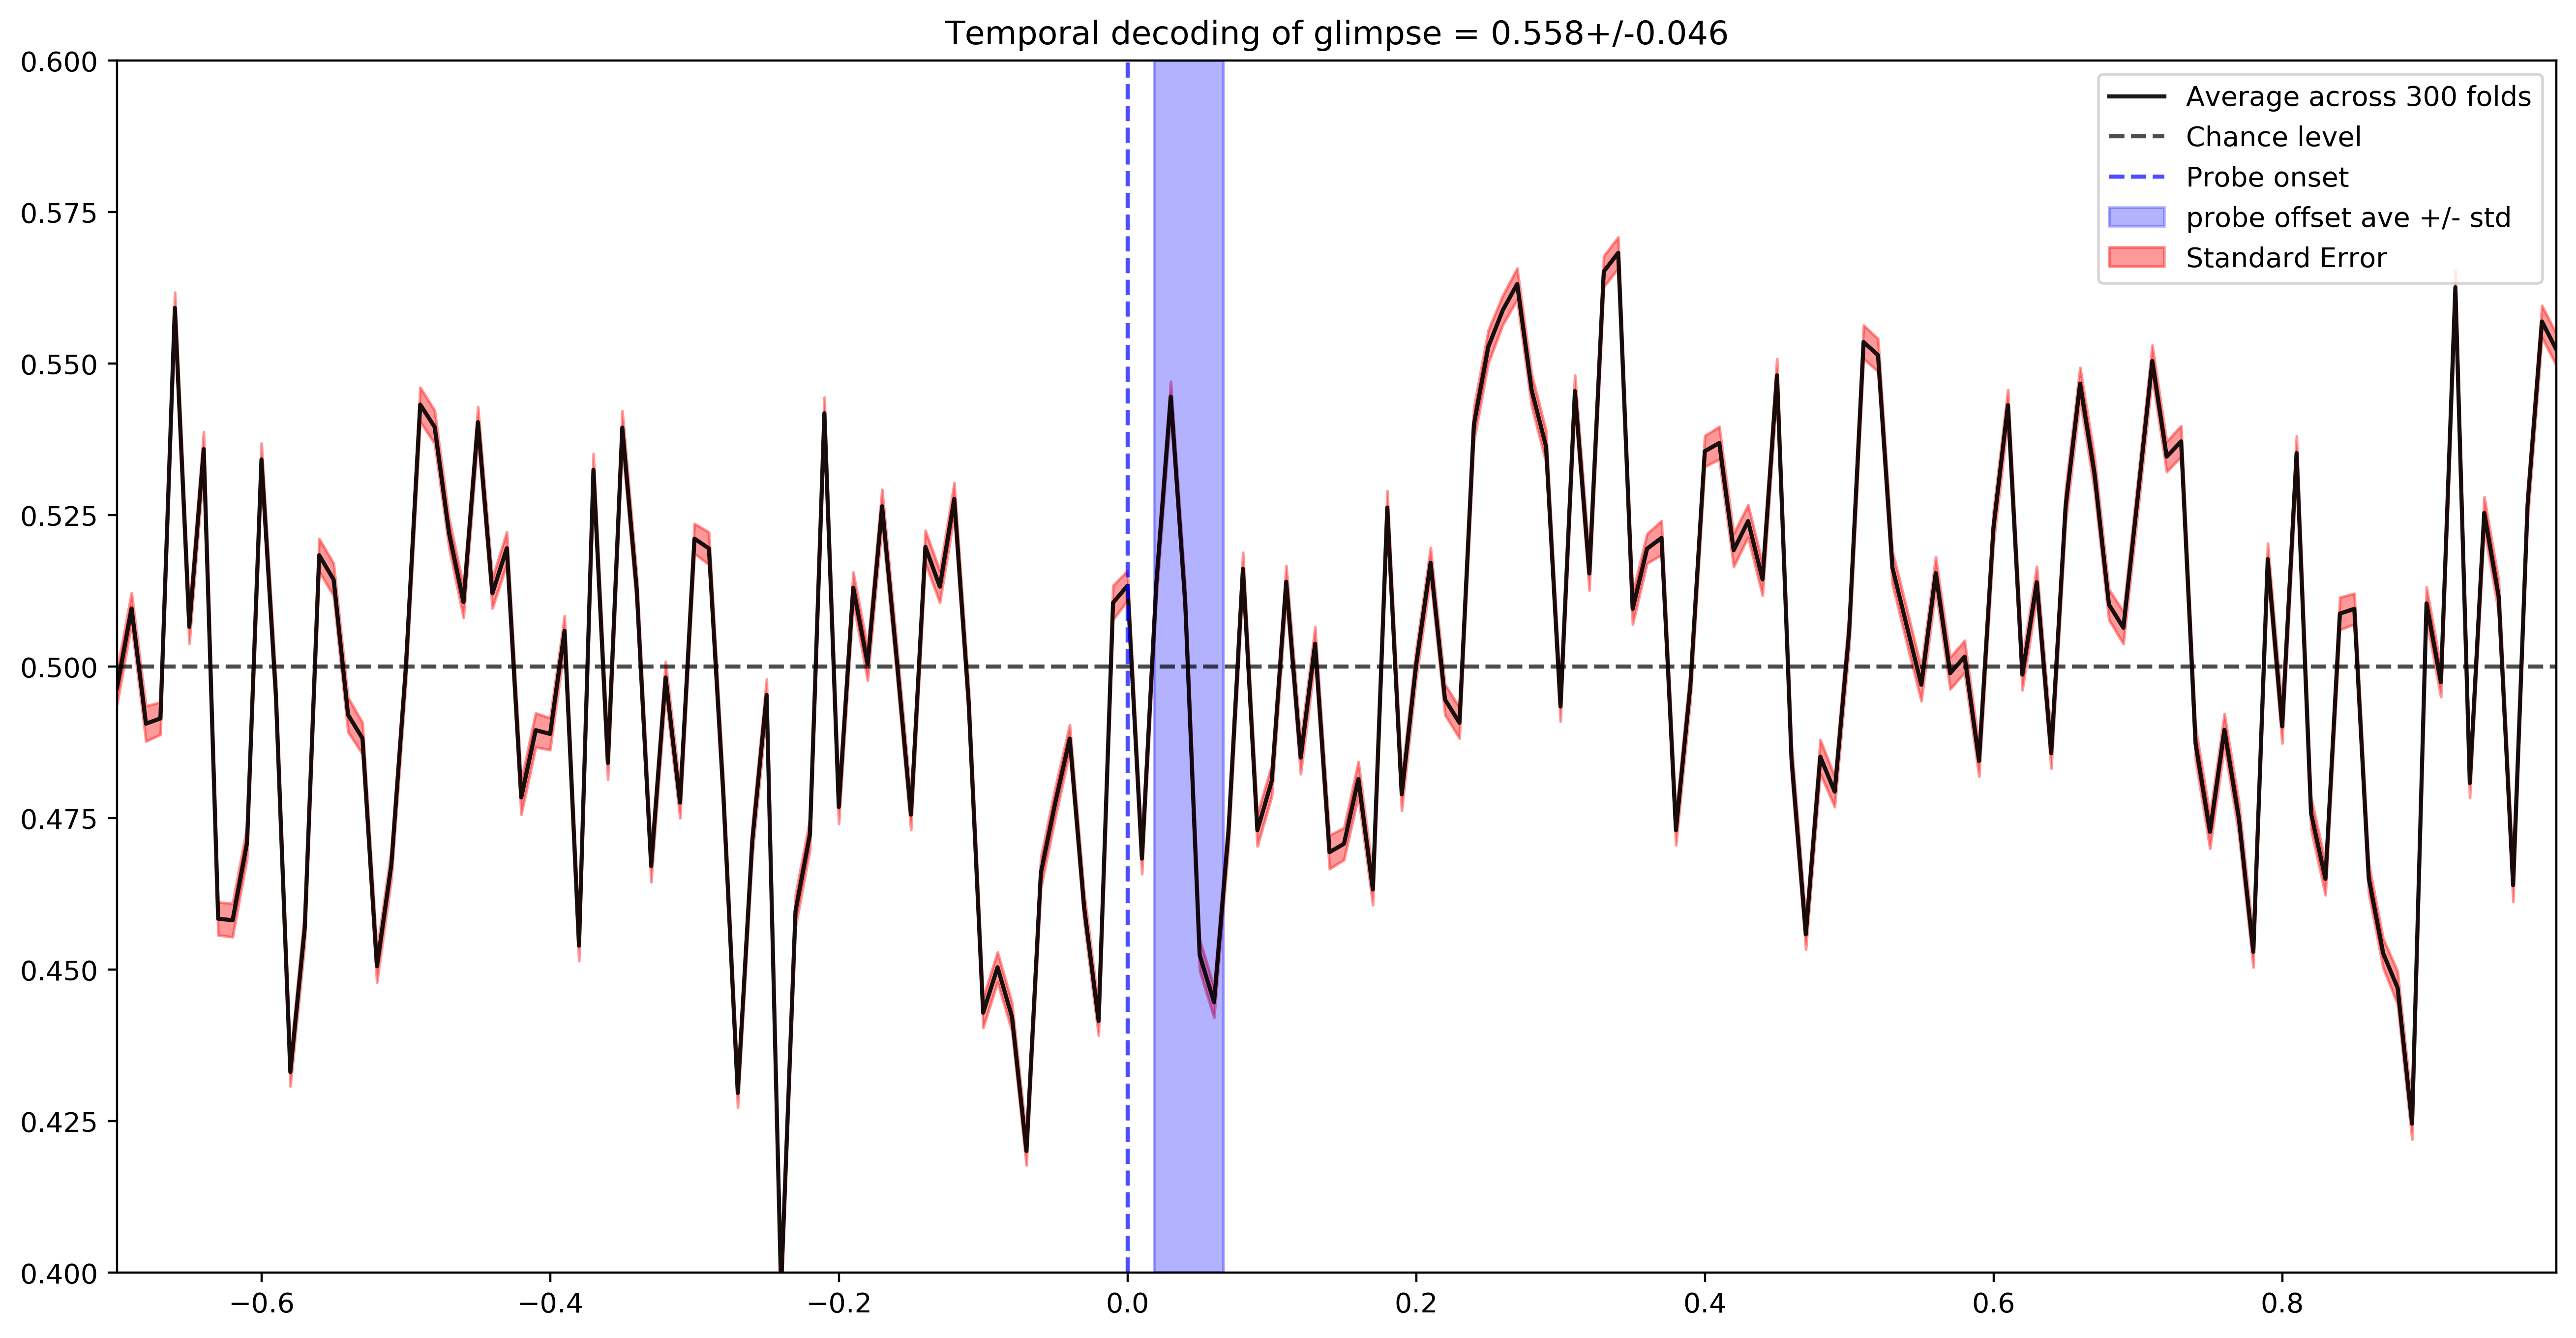 Temporal decoding of glimpse = 0.558+/-0.046
0.600
0.575
0.550
0.525
0.500
0.475
0.450
0.425
0.400
Average across 300 folds
Chance level
Probe onset
probe offset ave +/- std
Standard Error
−0.6 −0.4 −0.2 0.0 0.2 0.4 0.6 0.8